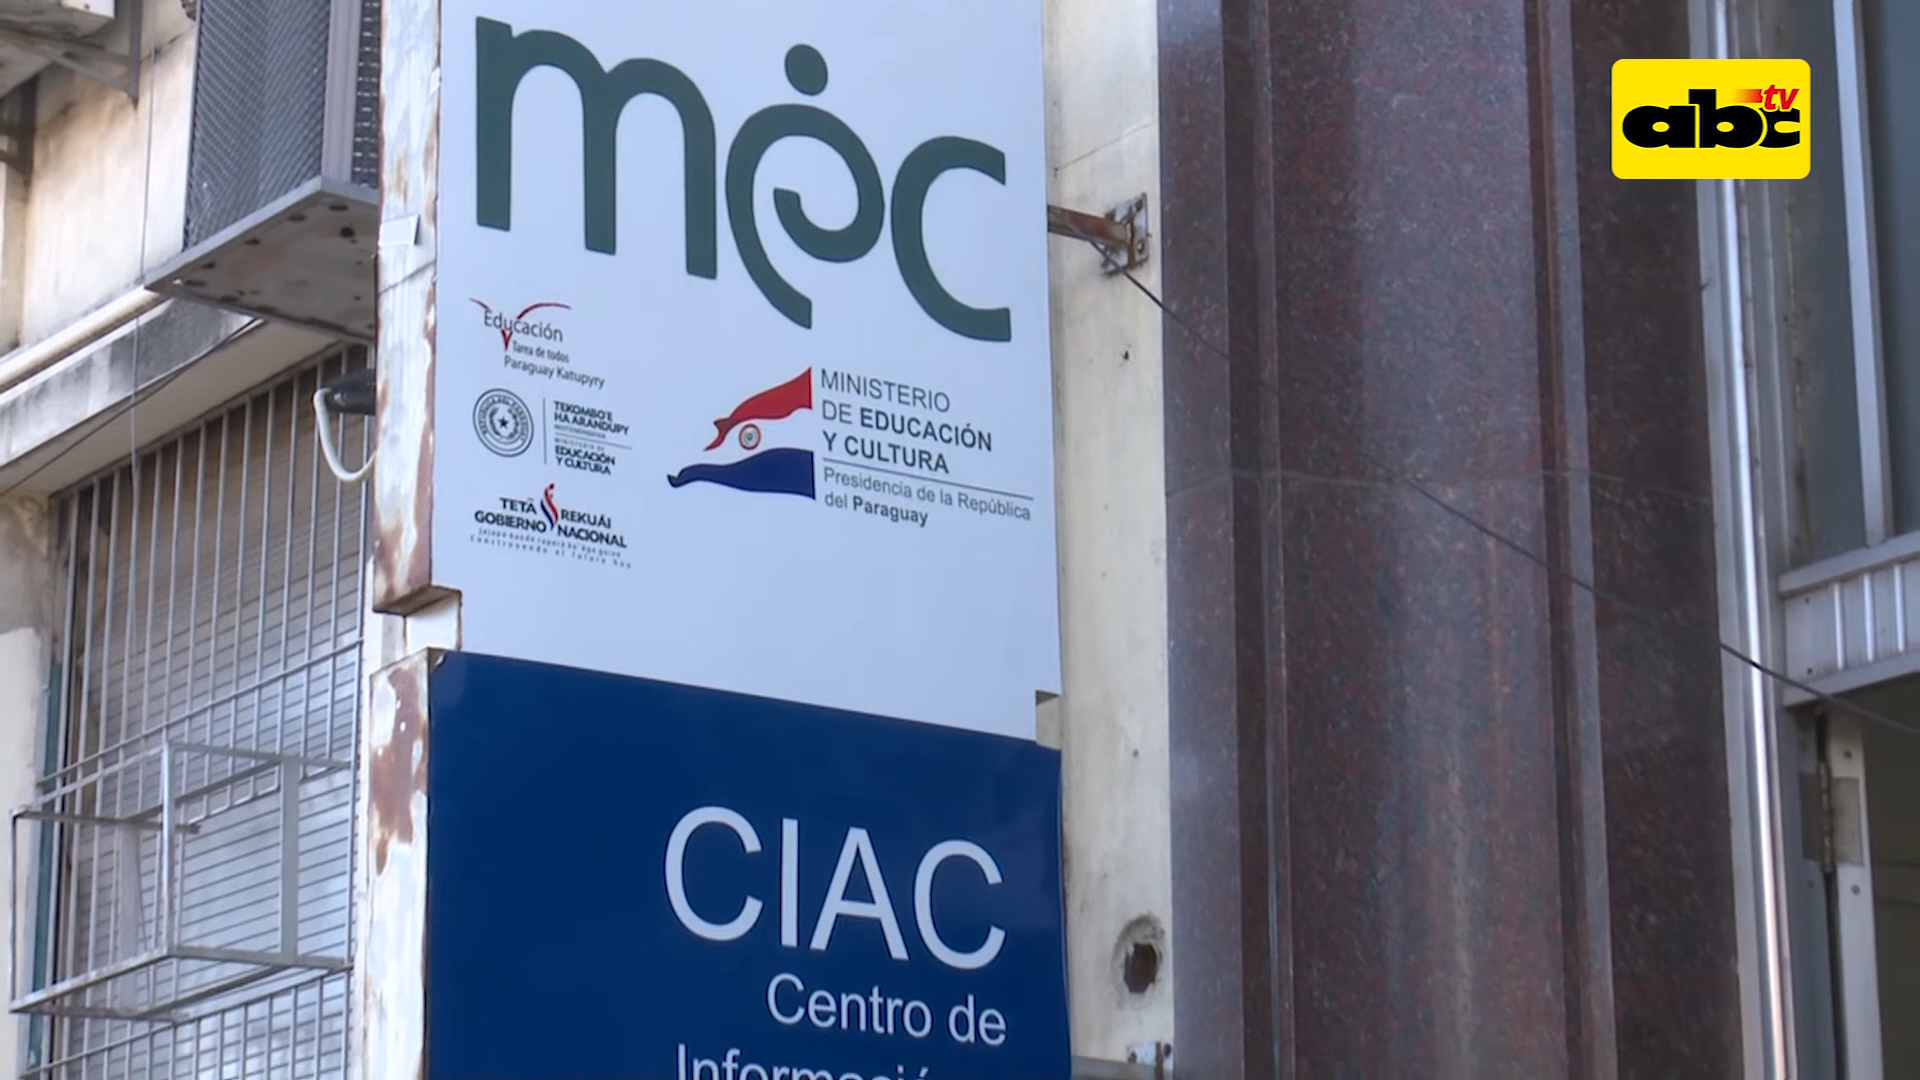 mec
abc tv
Educación
Tarea de todos
Paraguay Katupyry
TEKOMBO'E
HA ARANDUPY
MOTENONDEHA
MINISTERIO DE
EDUCACIÓN
Y CULTURA
TETÃ REKUÁI
GOBIERNO NACIONAL
Construyendo el futuro hoy
MINISTERIO
DE EDUCACIÓN
Y CULTURA
Presidencia de la República
del Paraguay
CIAC
Centro de